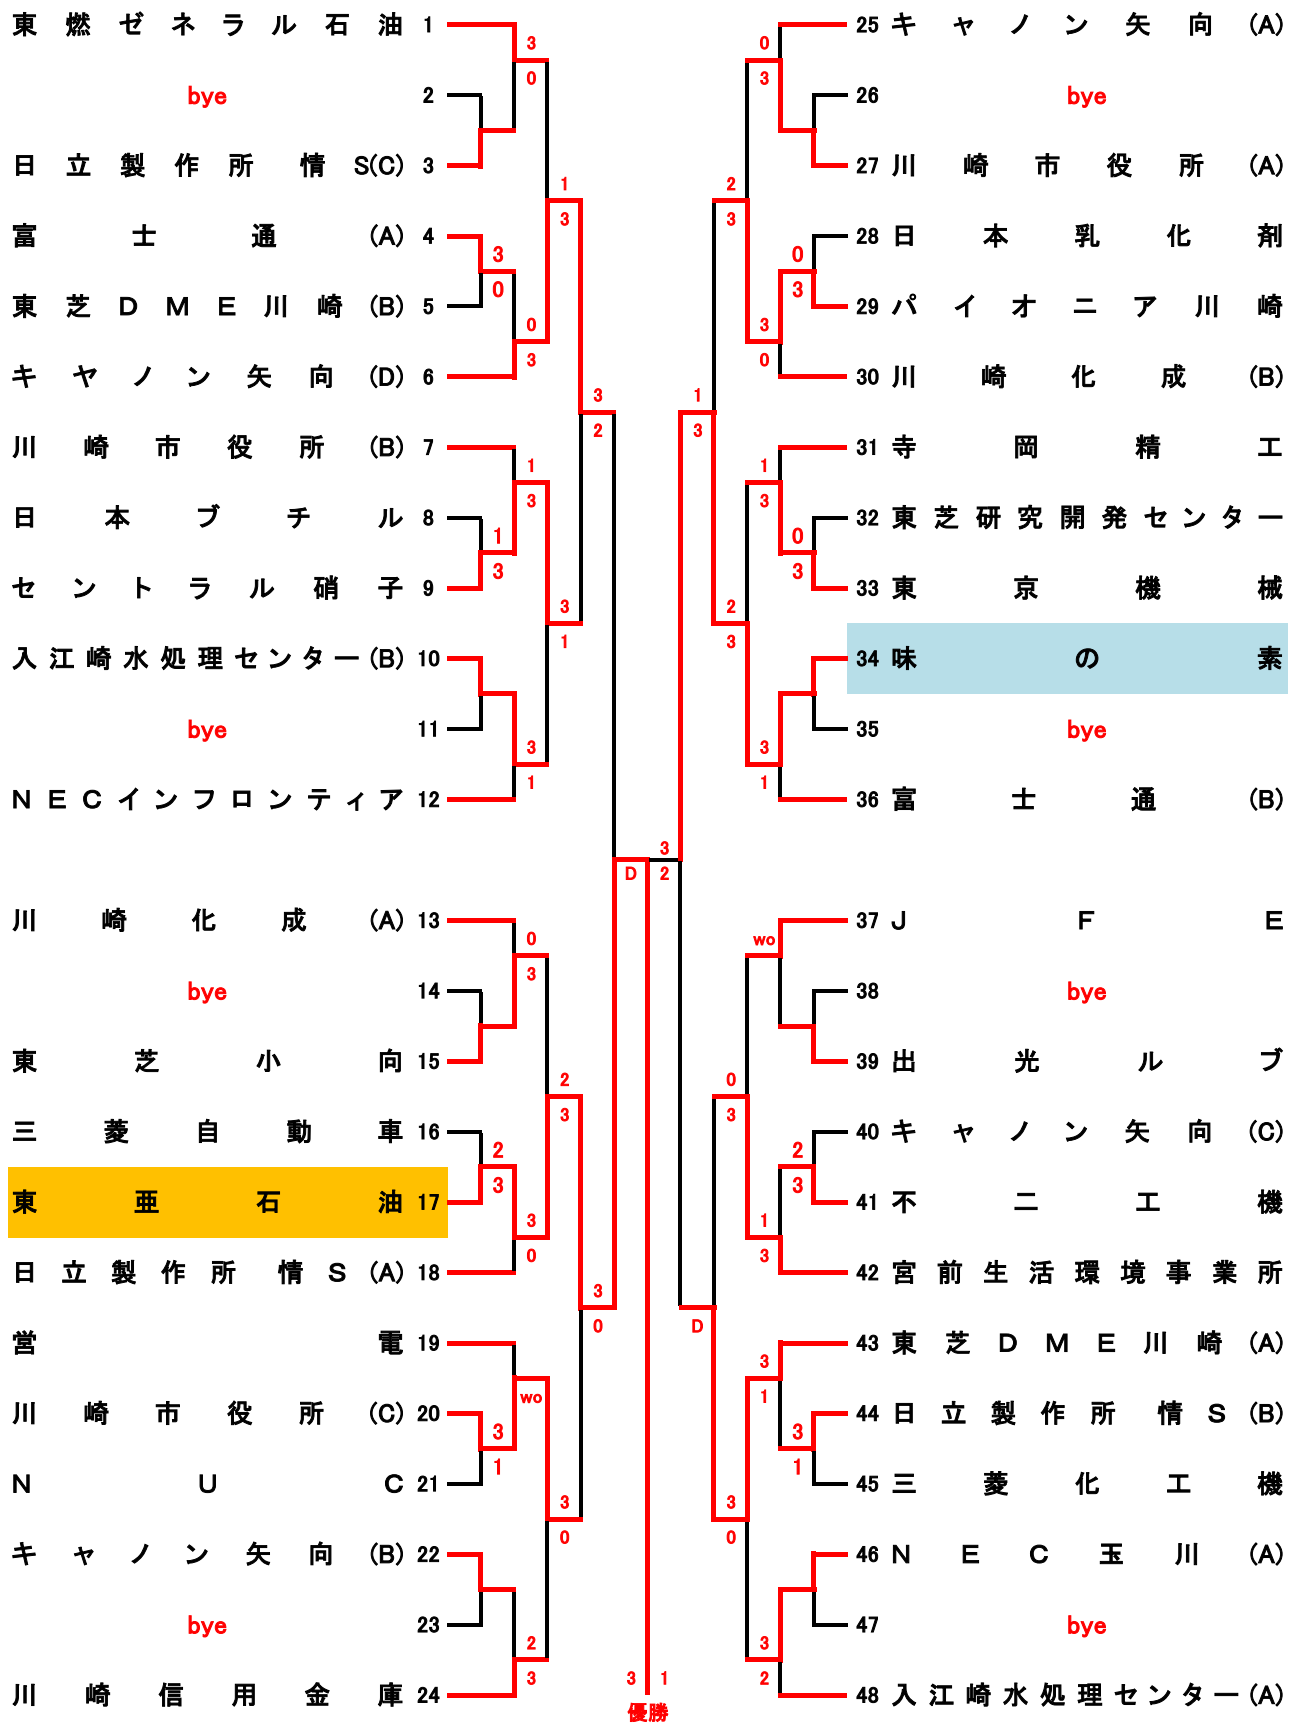 東燃ゼネラル石油 1
3
0
bye 2
日立製作所 情S(C) 3
1
3
富士通 (A) 4
3
0
東芝DME川崎(B) 5
0
3
キヤノン矢向(D) 6
3
2
川崎市役所(B) 7
1
3
日本ブチル 8
1
3
セントラル硝子 9
3
1
入江崎水処理センター(B) 10
bye 11
3
1
NECインフロンティア 12
川崎化成(A) 13
0
3
bye 14
東芝小向 15
2
3
三菱自動車 16
2
3
東亜石油 17
3
0
日立製作所 情S(A) 18
3
0
営電 19
wo
川崎市役所(C) 20
3
1
NUC 21
3
0
キャノン矢向(B) 22
bye 23
2
3
川崎信用金庫 24
D
3
2
3 1
優勝
25 キャノン矢向(A)
0
3
26 bye
27 川崎市役所(A)
2
3
28 日本乳化剤
0
3
29 パイオニア川崎
3
0
30 川崎化成(B)
1
3
31 寺岡精工
1
3
32 東芝研究開発センター
0
3
33 東京機械
2
3
34 味の素
35 bye
3
1
36 富士通(B)
37 JFE
wo
38 bye
39 出光ルブ
0
3
40 キャノン矢向(C)
2
3
41 不二工機
1
3
42 宮前生活環境事業所
D
43 東芝DME川崎(A)
3
1
44 日立製作所 情S(B)
3
1
45 三菱化工機
3
0
46 NEC玉川(A)
47 bye
3
2
48 入江崎水処理センター(A)